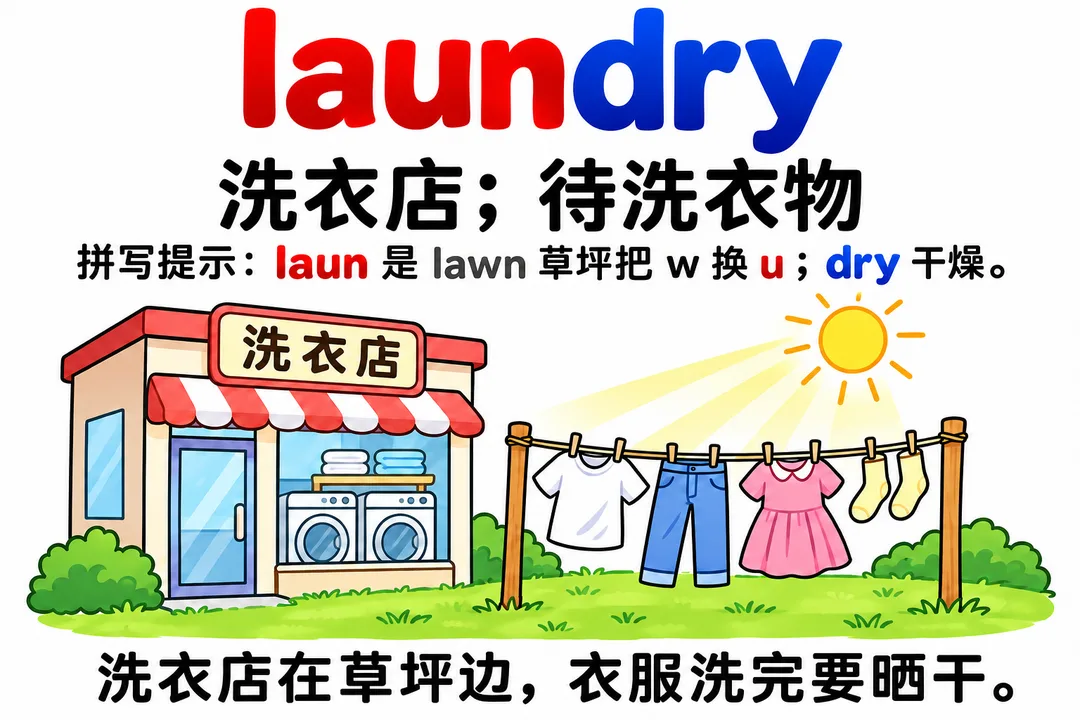 laundry
洗衣店；待洗衣物
拼写提示：laun 是 lawn 草坪把 w 换 u；dry 干燥。
洗衣店
洗衣店在草坪边，衣服洗完要晒干。